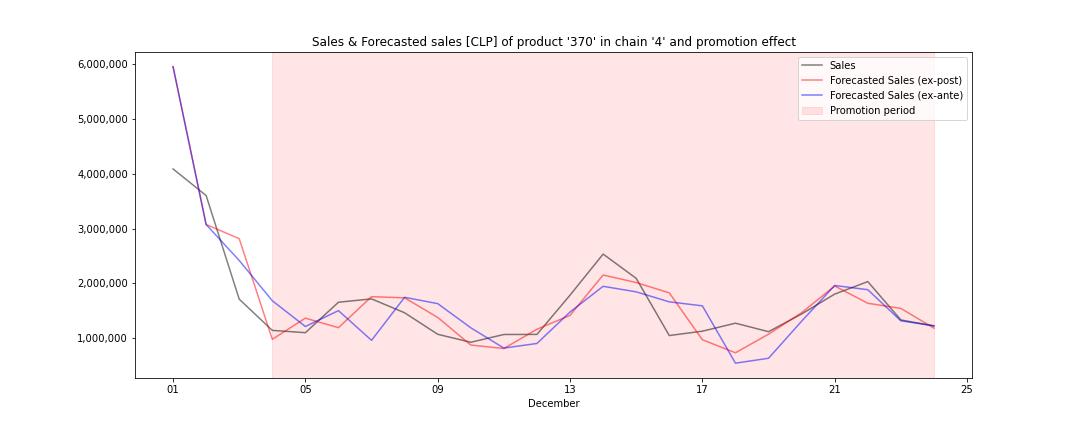 Sales & Forecasted sales [CLP] of product '370' in chain '4' and promotion effect
6,000,000
5,000,000
4,000,000
3,000,000
2,000,000
1,000,000
Sales
Forecasted Sales (ex-post)
Forecasted Sales (ex-ante)
Promotion period
01
05
09
13
17
21
25
December